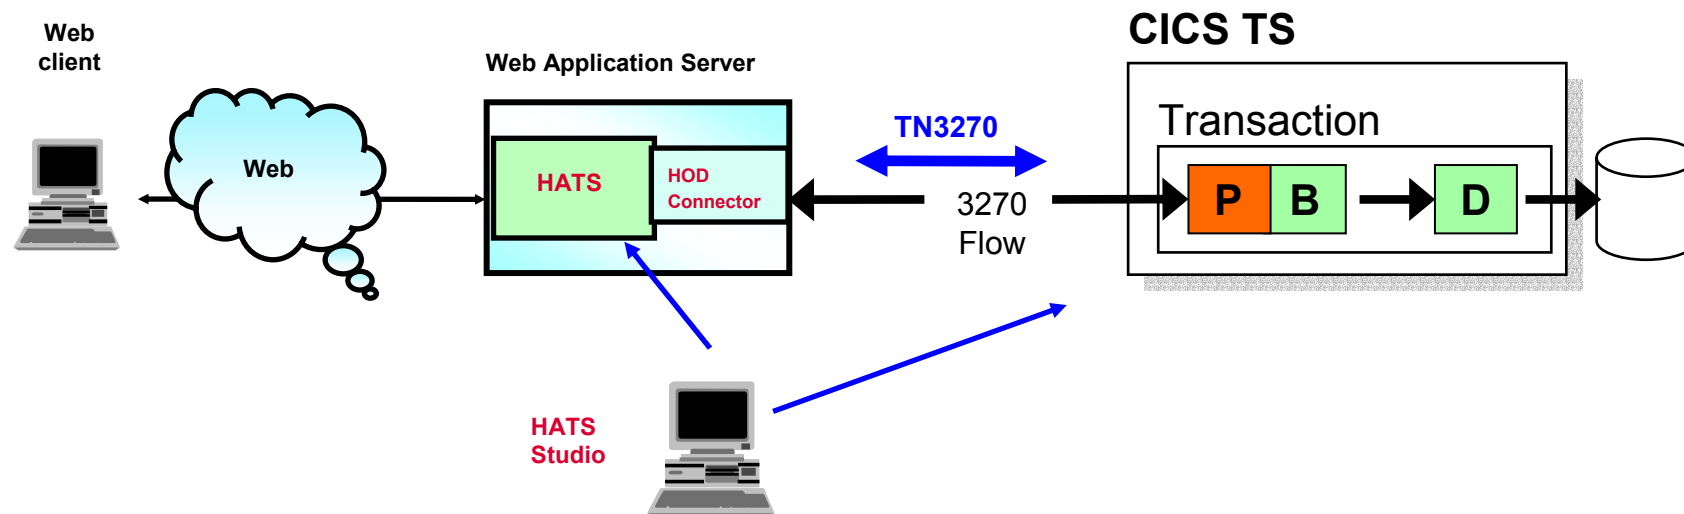 Web
client
Web
Web Application Server
HATS
HOD
Connector
TN3270
3270
Flow
CICS TS
Transaction
P
B
D
HATS
Studio